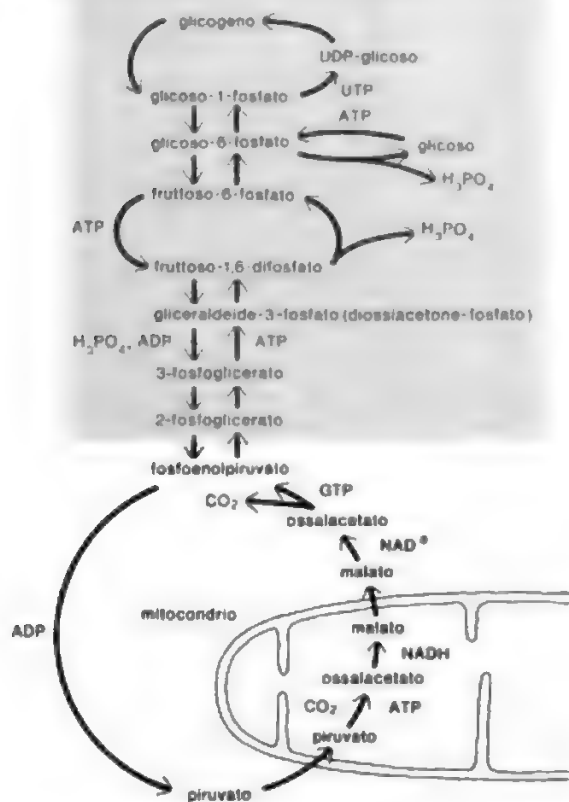 glicogeno
UDP-glicoso
UTP
glicoso-1-fosfato
ATP
glicoso-6-fosfato
glicoso
H₃PO₄
fruttoso-6-fosfato
ATP
H₃PO₄
fruttoso-1,6-difosfato
gliceraldeide-3-fosfato (diossiacetone-fosfato)
H₃PO₄, ADP
ATP
3-fosfoglicerato
2-fosfoglicerato
fosfoenolpiruvato
GTP
CO₂
ossalacetato
NAD⊕
malato
mitocondrio
malato
ADP
NADH
ossalacetato
CO₂
ATP
piruvato
piruvato